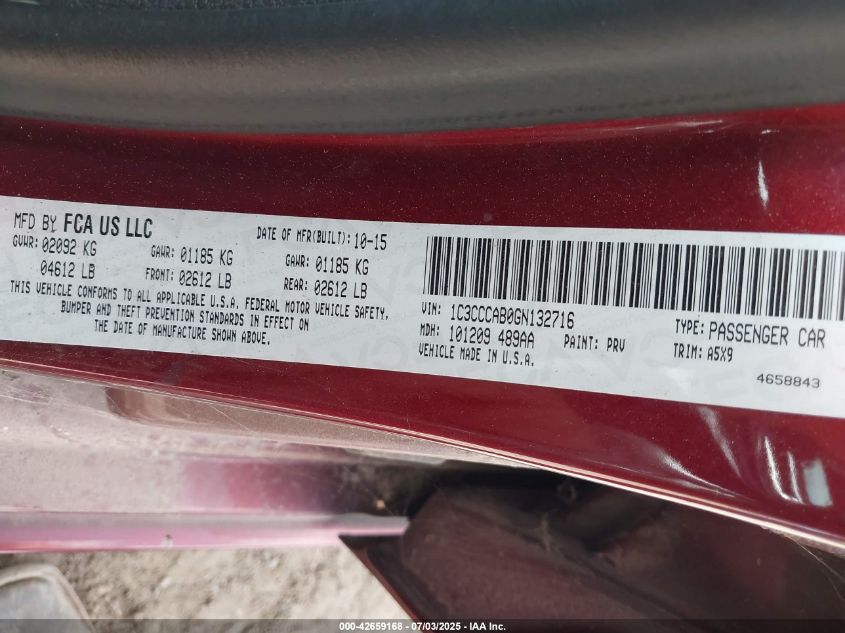 MFD BY FCA US LLC
DATE OF MFR(BUILT): 10-15
GVWR: 02092 KG
04612 LB
GAWR: 01185 KG
FRONT: 02612 LB
GAWR: 01185 KG
REAR: 02612 LB
THIS VEHICLE CONFORMS TO ALL APPLICABLE U.S.A. FEDERAL MOTOR VEHICLE SAFETY,
BUMPER AND THEFT PREVENTION STANDARDS IN EFFECT ON
THE DATE OF MANUFACTURE SHOWN ABOVE.
VIN: 1C3CCCAB0GN132716
TYPE: PASSENGER CAR
MDH: 101209 489AA
PAINT: PRV
TRIM: A5X9
VEHICLE MADE IN U.S.A.
4658843
000-42659168 - 07/03/2025 - IAA Inc.